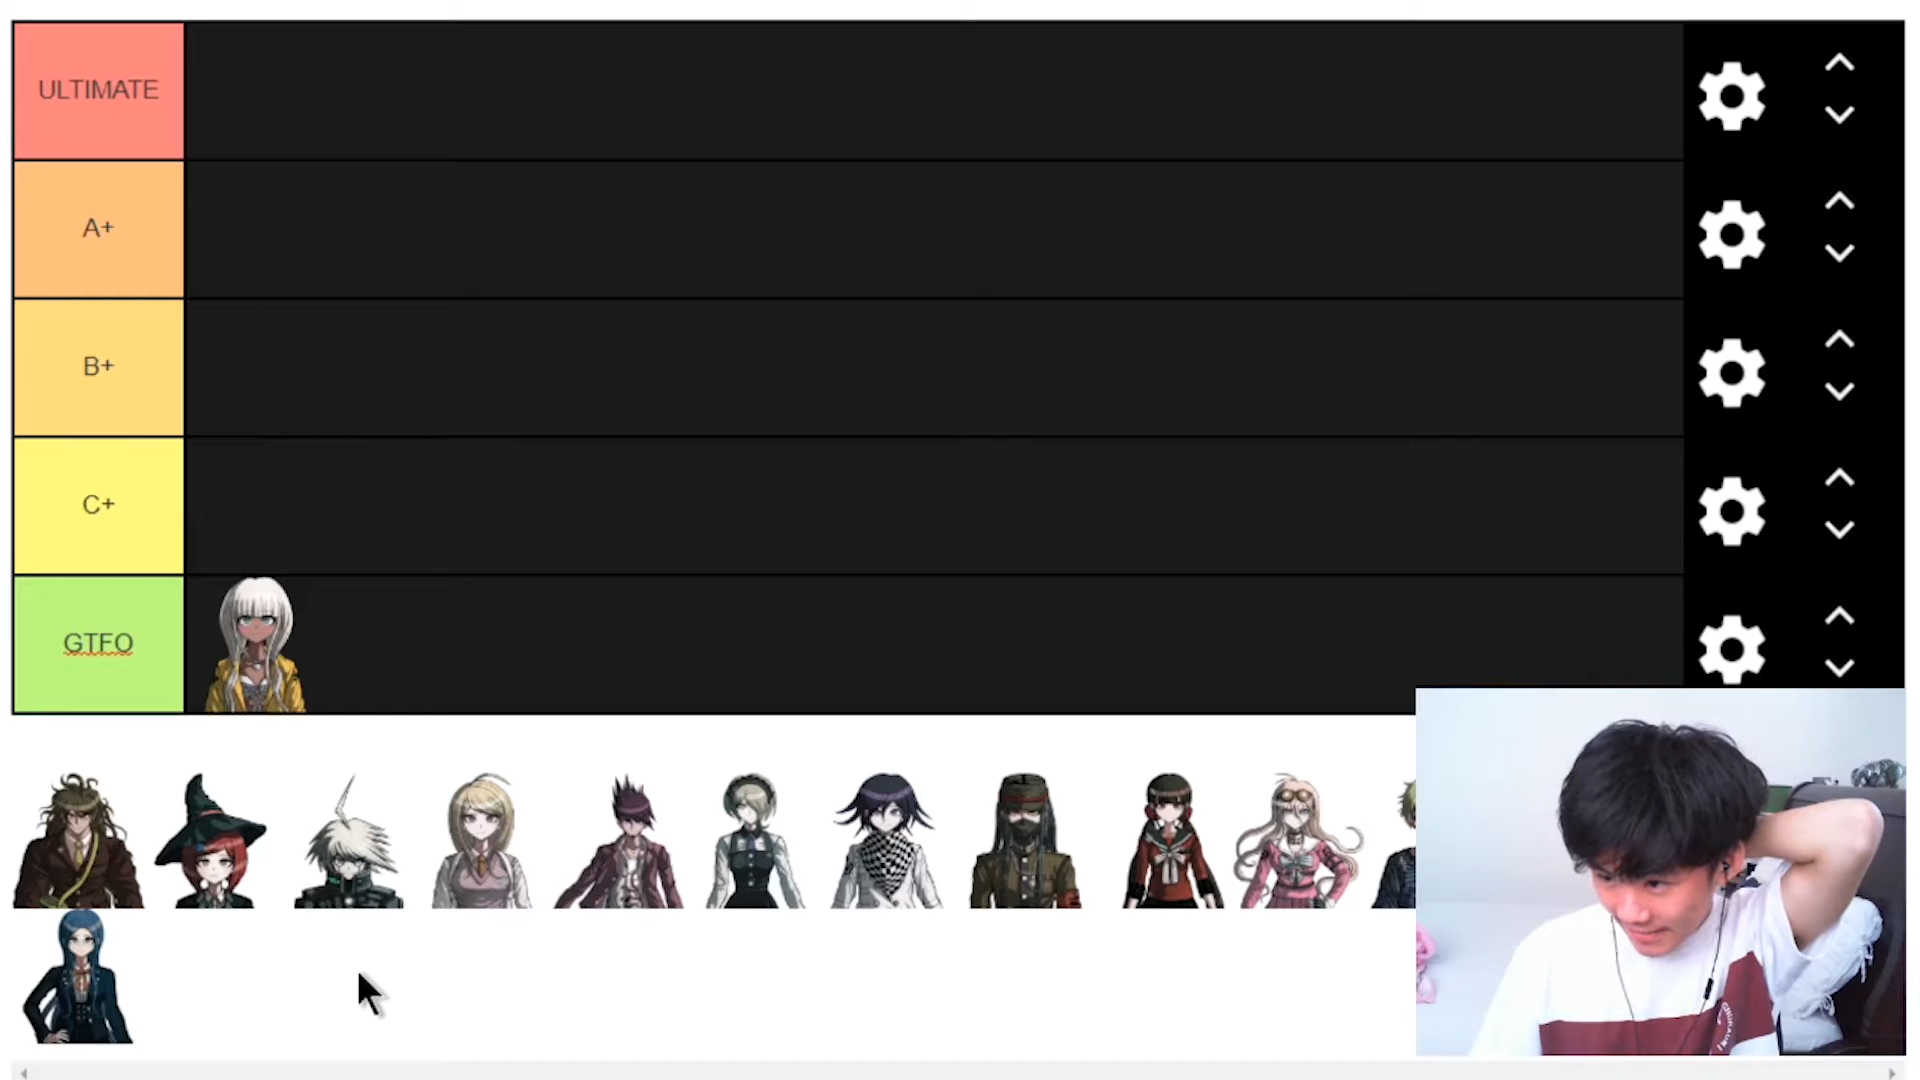 ULTIMATE
A+
B+
C+
GTFO